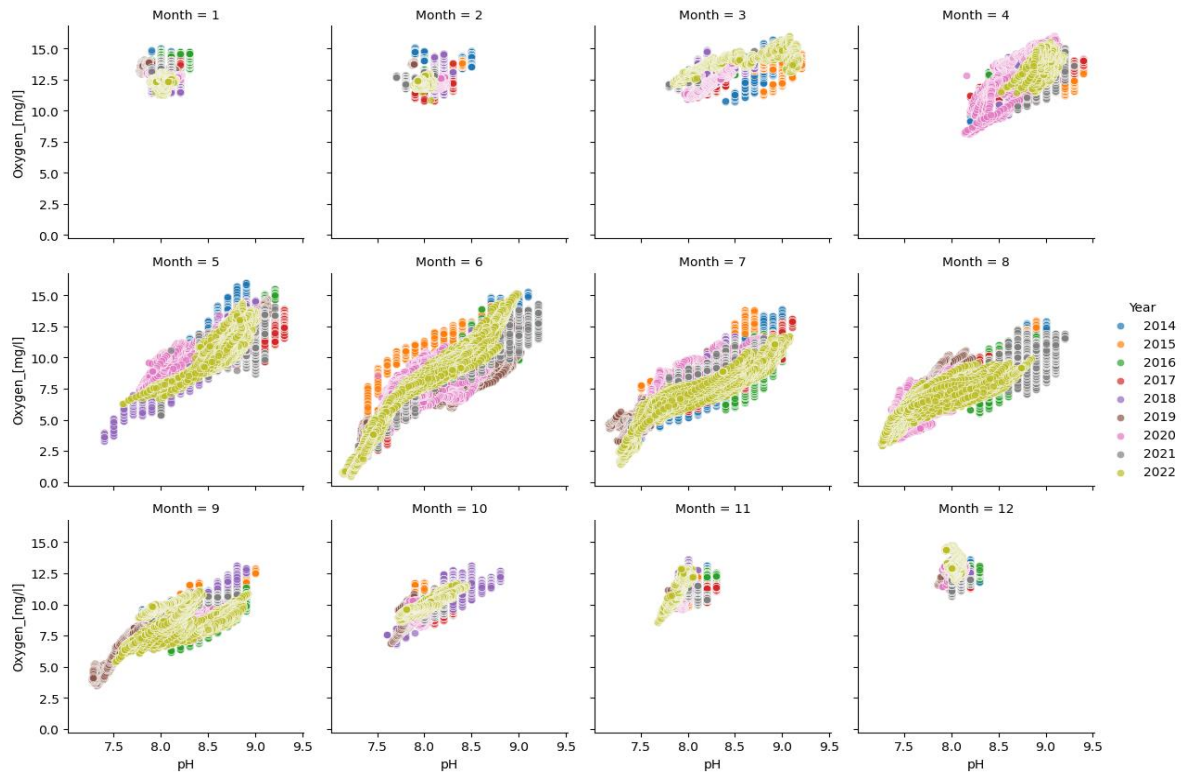 Month = 1
Month = 2
Month = 3
Month = 4
15.0
12.5
10.0
7.5
5.0
2.5
0.0
Oxygen_[mg/l]
Month = 5
Month = 6
Month = 7
Month = 8
15.0
12.5
10.0
7.5
5.0
2.5
0.0
Oxygen_[mg/l]
Year
2014
2015
2016
2017
2018
2019
2020
2021
2022
Month = 9
Month = 10
Month = 11
Month = 12
15.0
12.5
10.0
7.5
5.0
2.5
0.0
Oxygen_[mg/l]
7.5 8.0 8.5 9.0 9.5
7.5 8.0 8.5 9.0 9.5
7.5 8.0 8.5 9.0 9.5
7.5 8.0 8.5 9.0 9.5
pH
pH
pH
pH